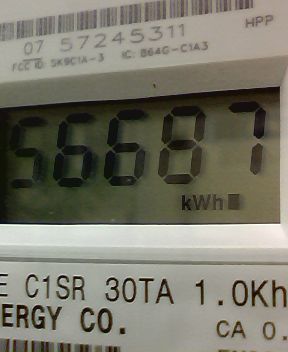 07 57245311
HPP
FCC ID: SK9C1A-3 IC: 864G-C1A3
56687
kWh
E C1SR 30TA 1.0Kh
ERGY CO.
CA 0.